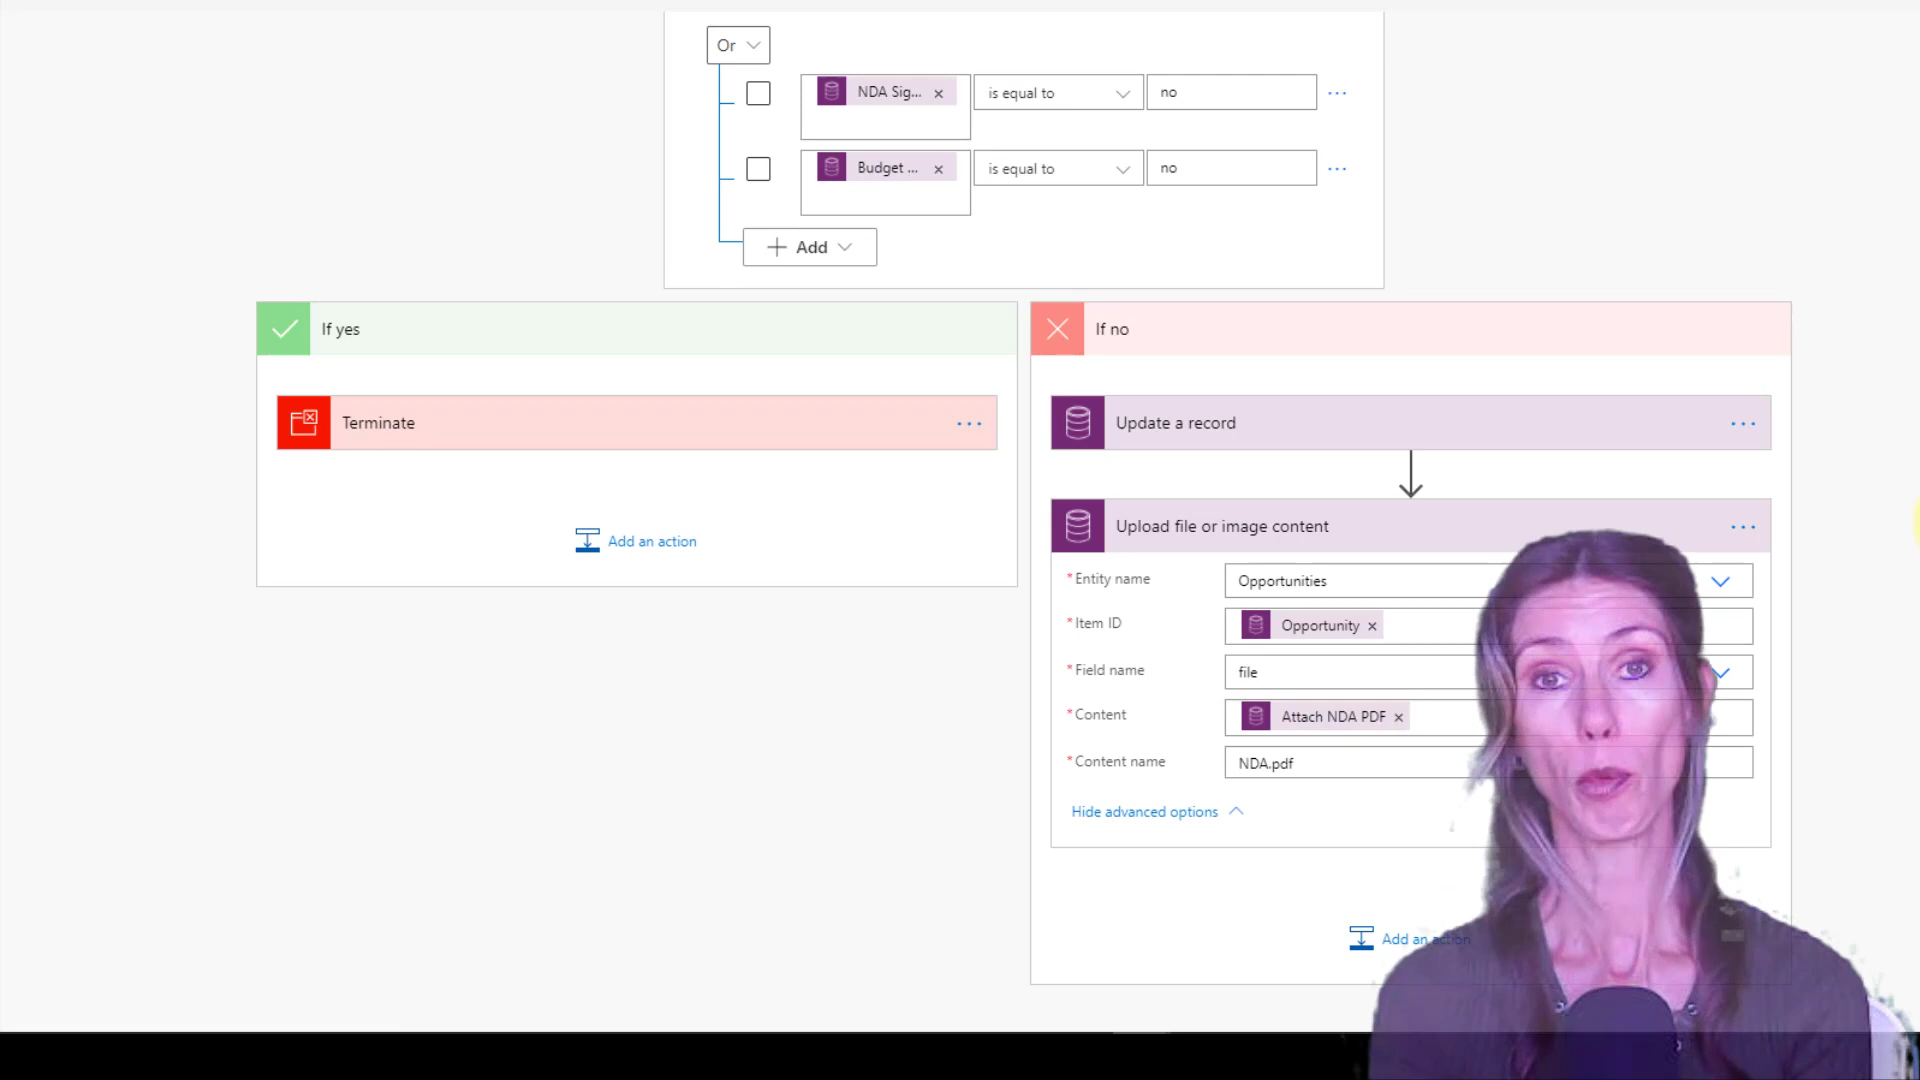 Or
NDA Sig... × is equal to no ...
Budget ... × is equal to no ...
+ Add
If yes
Terminate ...
Add an action
If no
Update a record ...
Upload file or image content ...
* Entity name Opportunities
* Item ID Opportunity ×
* Field name file
* Content Attach NDA PDF ×
* Content name NDA.pdf
Hide advanced options
Add an action